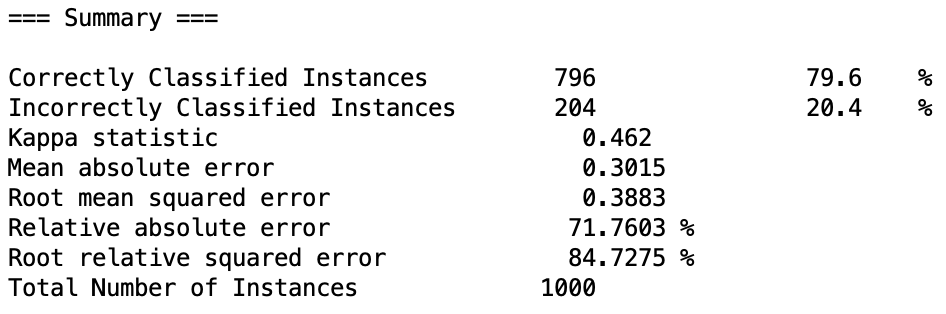 === Summary ===
Correctly Classified Instances 796 79.6 %
Incorrectly Classified Instances 204 20.4 %
Kappa statistic 0.462
Mean absolute error 0.3015
Root mean squared error 0.3883
Relative absolute error 71.7603 %
Root relative squared error 84.7275 %
Total Number of Instances 1000